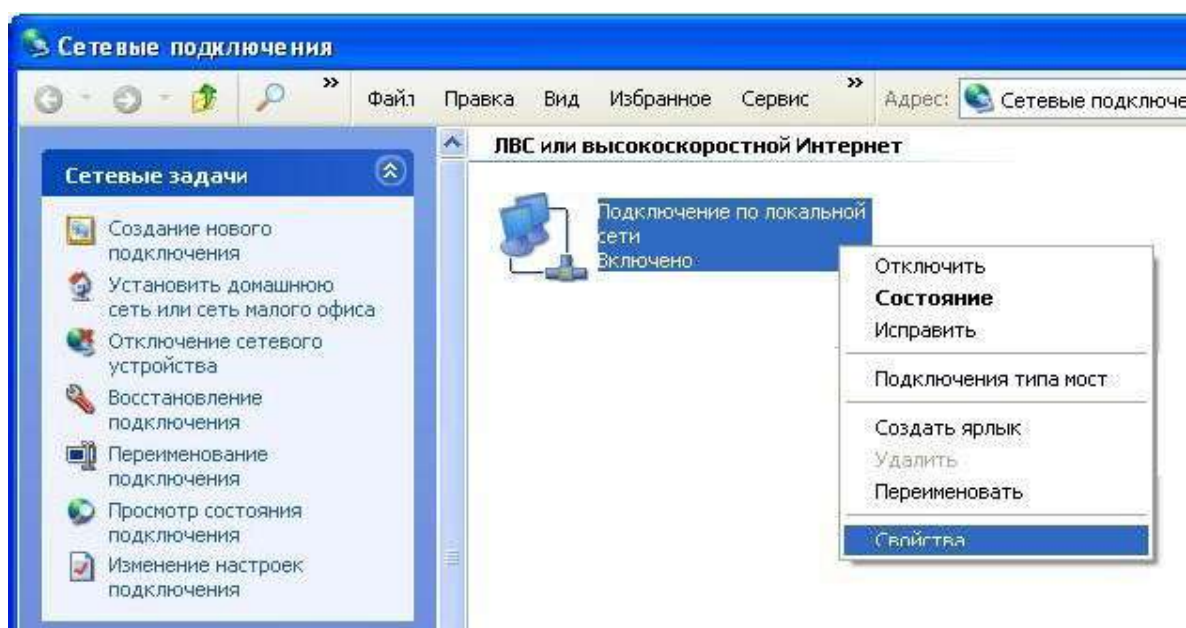 Сетевые подключения
» Файл Правка Вид Избранное Сервис » Адрес: Сетевые подключе
Сетевые задачи
Создание нового
подключения
Установить домашнюю
сеть или сеть малого офиса
Отключение сетевого
устройства
Восстановление
подключения
Переименование
подключения
Просмотр состояния
подключения
Изменение настроек
подключения
ЛВС или высокоскоростной Интернет
Подключение по локальной
сети
Включено
Отключить
Состояние
Исправить
Подключения типа мост
Создать ярлык
Удалить
Переименовать
Свойства